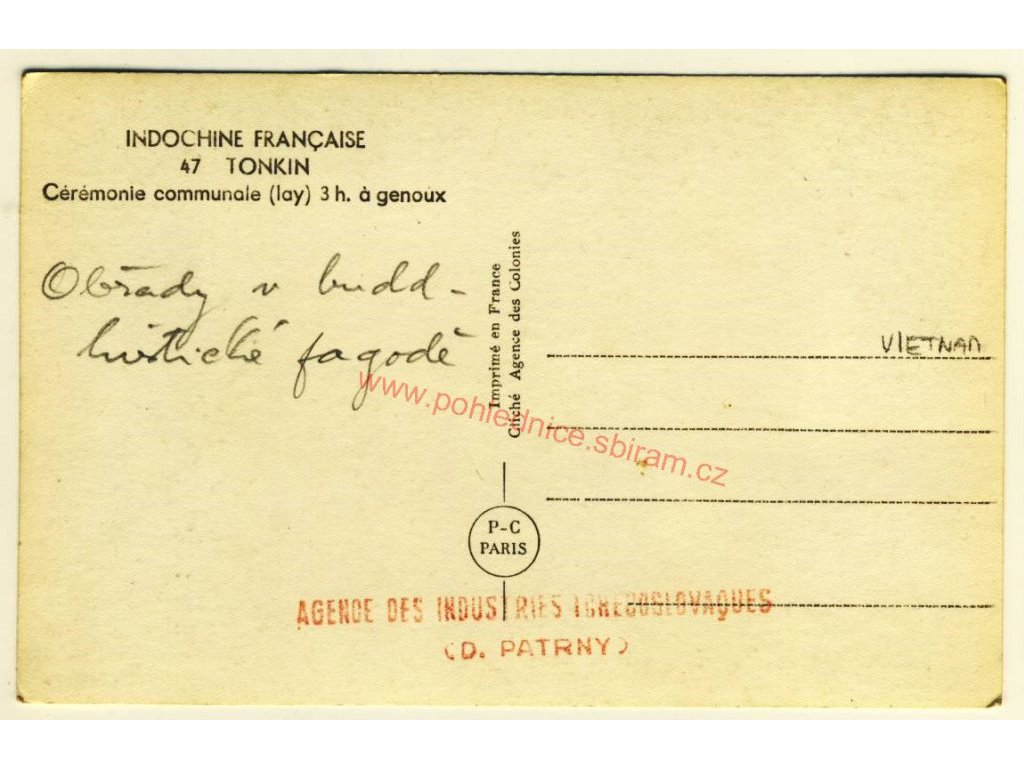 INDOCHINE FRANÇAISE
47 TONKIN
Cérémonie communale (lay) 3 h. à genoux
Obřady v budd-
histické pagodě
Imprimé en France
Cliché Agence des Colonies
VIETNAM
www.pohlednice.sbiram.cz
P-C
PARIS
AGENCE DES INDUSTRIES TCHECOSLOVAQUES
(D. PATRNY)